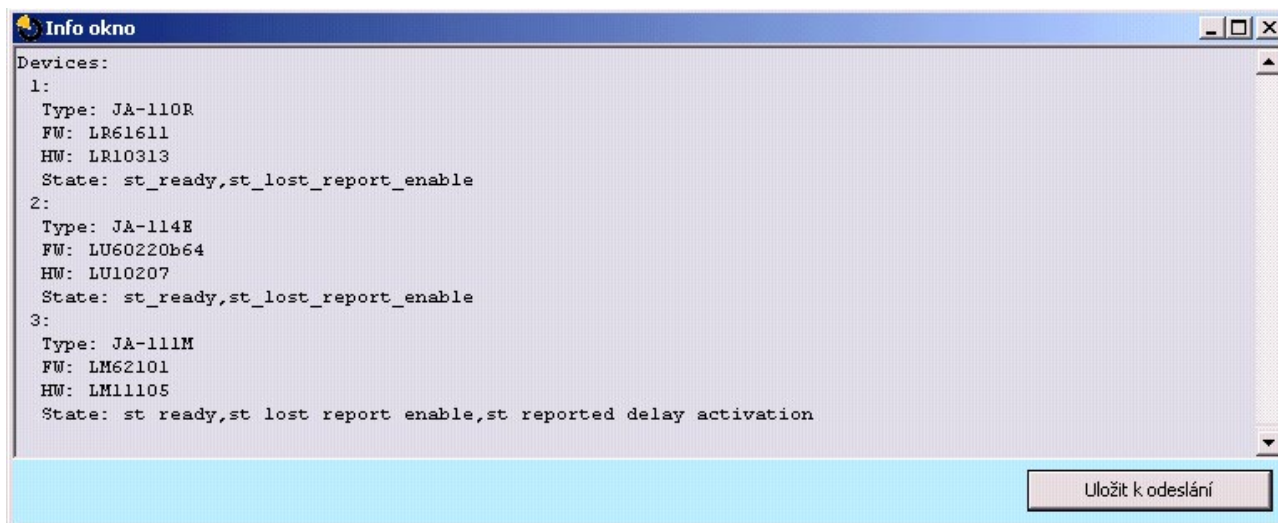 Info okno
Devices:
1:
Type: JA-110R
FW: LR61611
HW: LR10313
State: st_ready,st_lost_report_enable
2:
Type: JA-114E
FW: LU60220b64
HW: LU10207
State: st_ready,st_lost_report_enable
3:
Type: JA-111M
FW: LM62101
HW: LM11105
State: st ready,st lost report enable,st reported delay activation
Uložit k odeslání